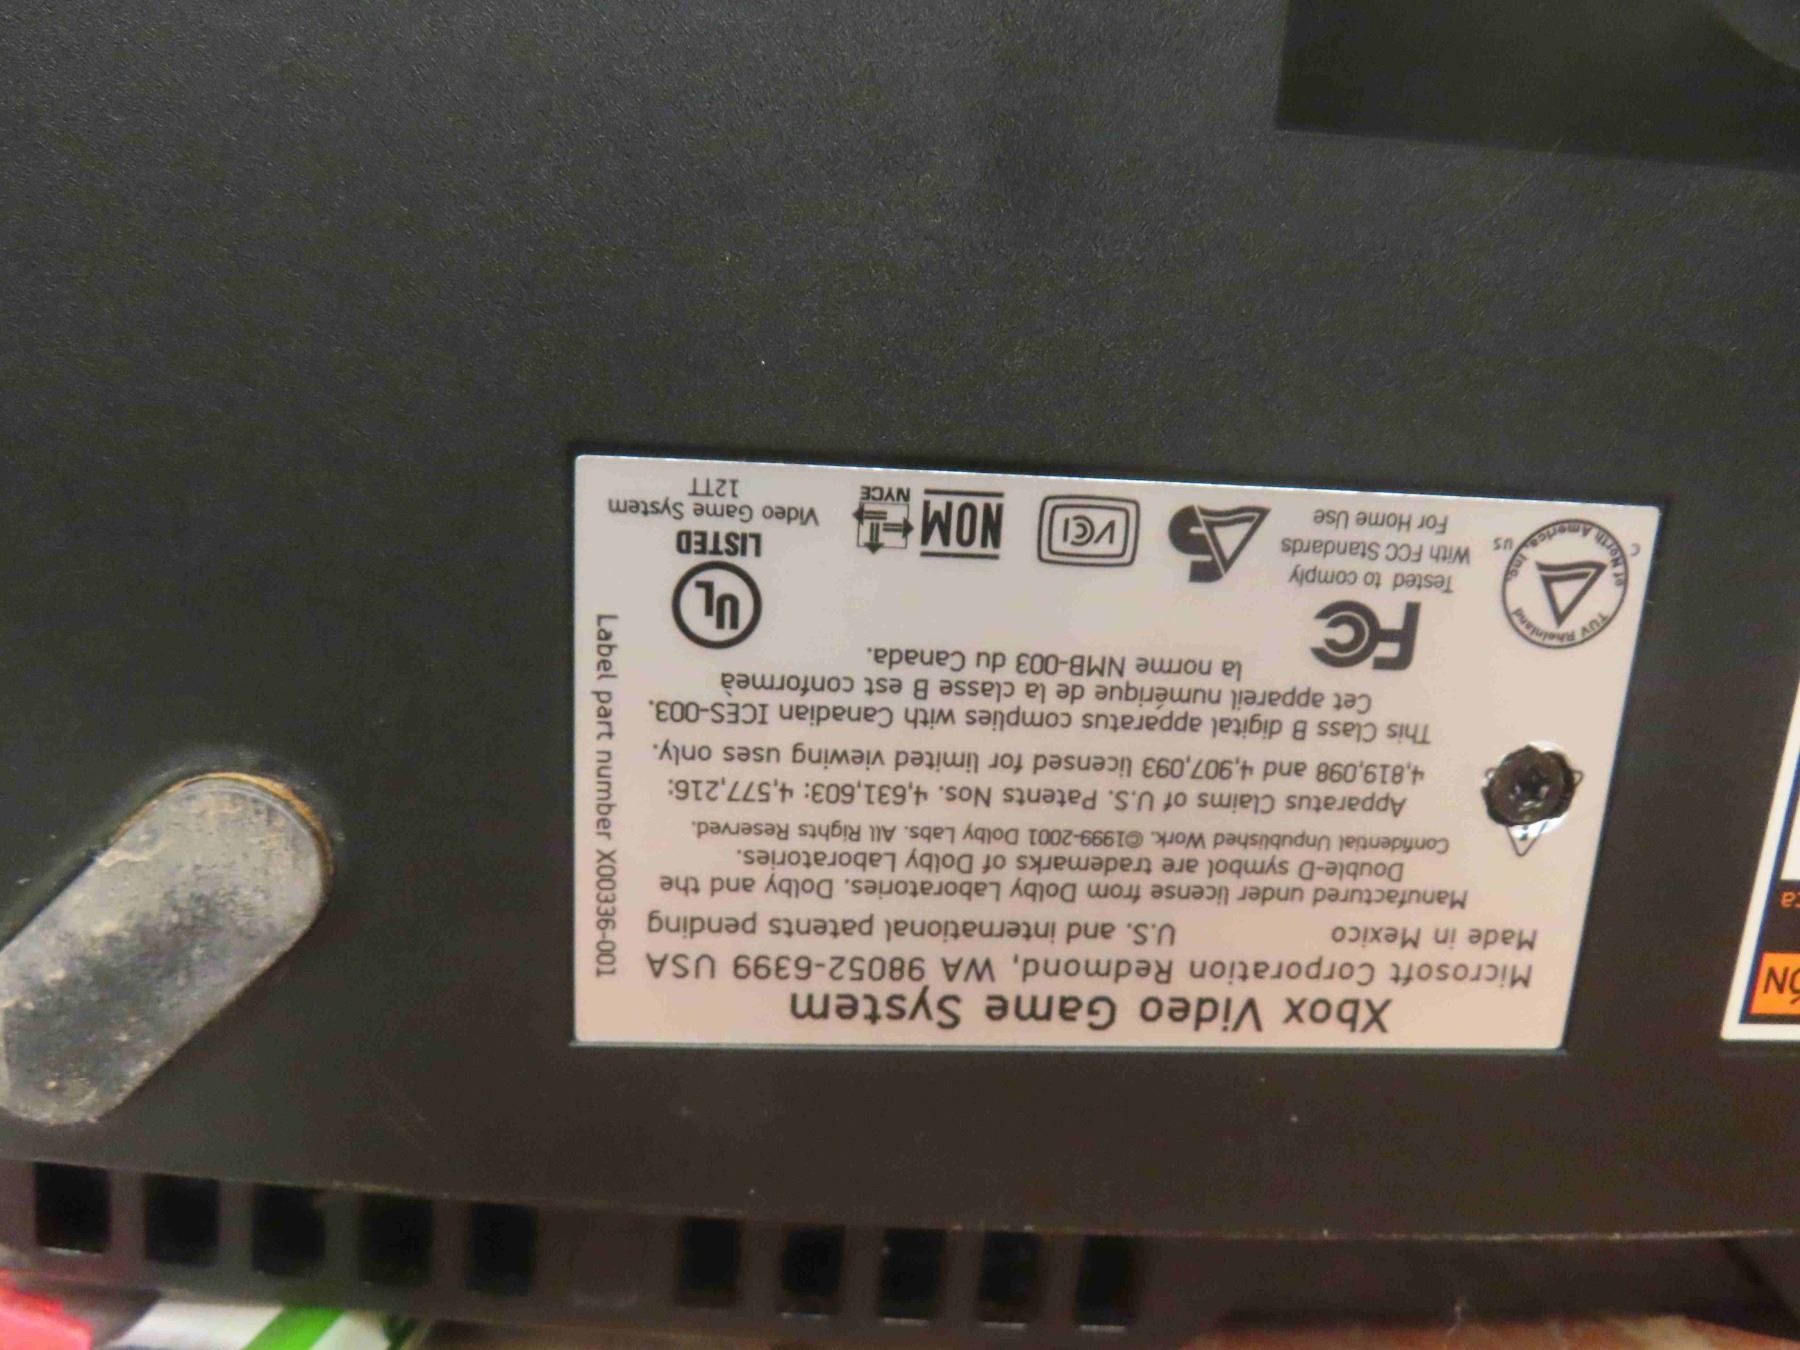 Xbox Video Game System
Microsoft Corporation Redmond, WA 98052-6399 USA
Made in Mexico U.S. and international patents pending
Manufactured under license from Dolby Laboratories. Dolby and the
Double-D symbol are trademarks of Dolby Laboratories.
Confidential Unpublished Work. ©1999-2001 Dolby Labs. All Rights Reserved.
Apparatus Claims of U.S. Patents Nos. 4,631,603: 4,577,216:
4,819,098 and 4,907,093 licensed for limited viewing uses only.
This Class B digital apparatus complies with Canadian ICES-003.
Cet appareil numérique de la classe B est conformeà
la norme NMB-003 du Canada.
TUV Rheinland
of North America, Inc.
C US
FC
Tested to comply
With FCC Standards
For Home Use
VCI
NOM
NYCE
UL
LISTED
Video Game System
12TT
Label part number X00336-001
ÓN